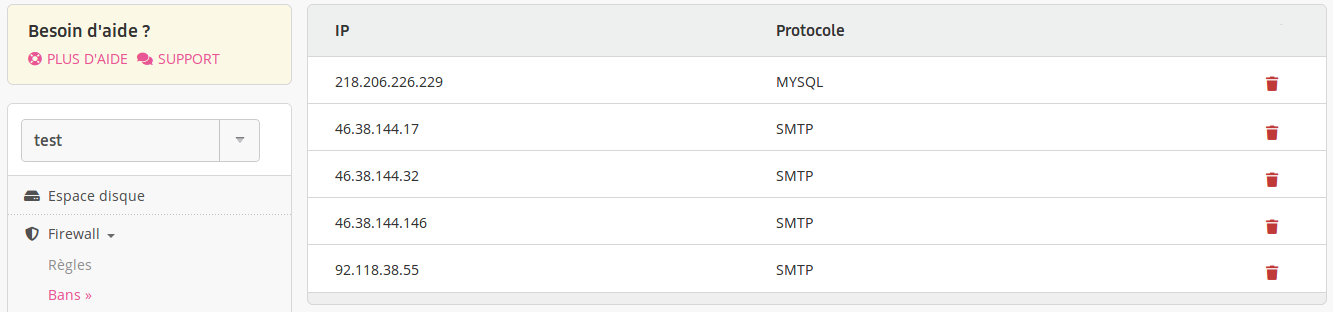 Besoin d'aide ?
PLUS D'AIDE SUPPORT
test
Espace disque
Firewall
Règles
Bans »
IP Protocole
218.206.226.229 MYSQL
46.38.144.17 SMTP
46.38.144.32 SMTP
46.38.144.146 SMTP
92.118.38.55 SMTP